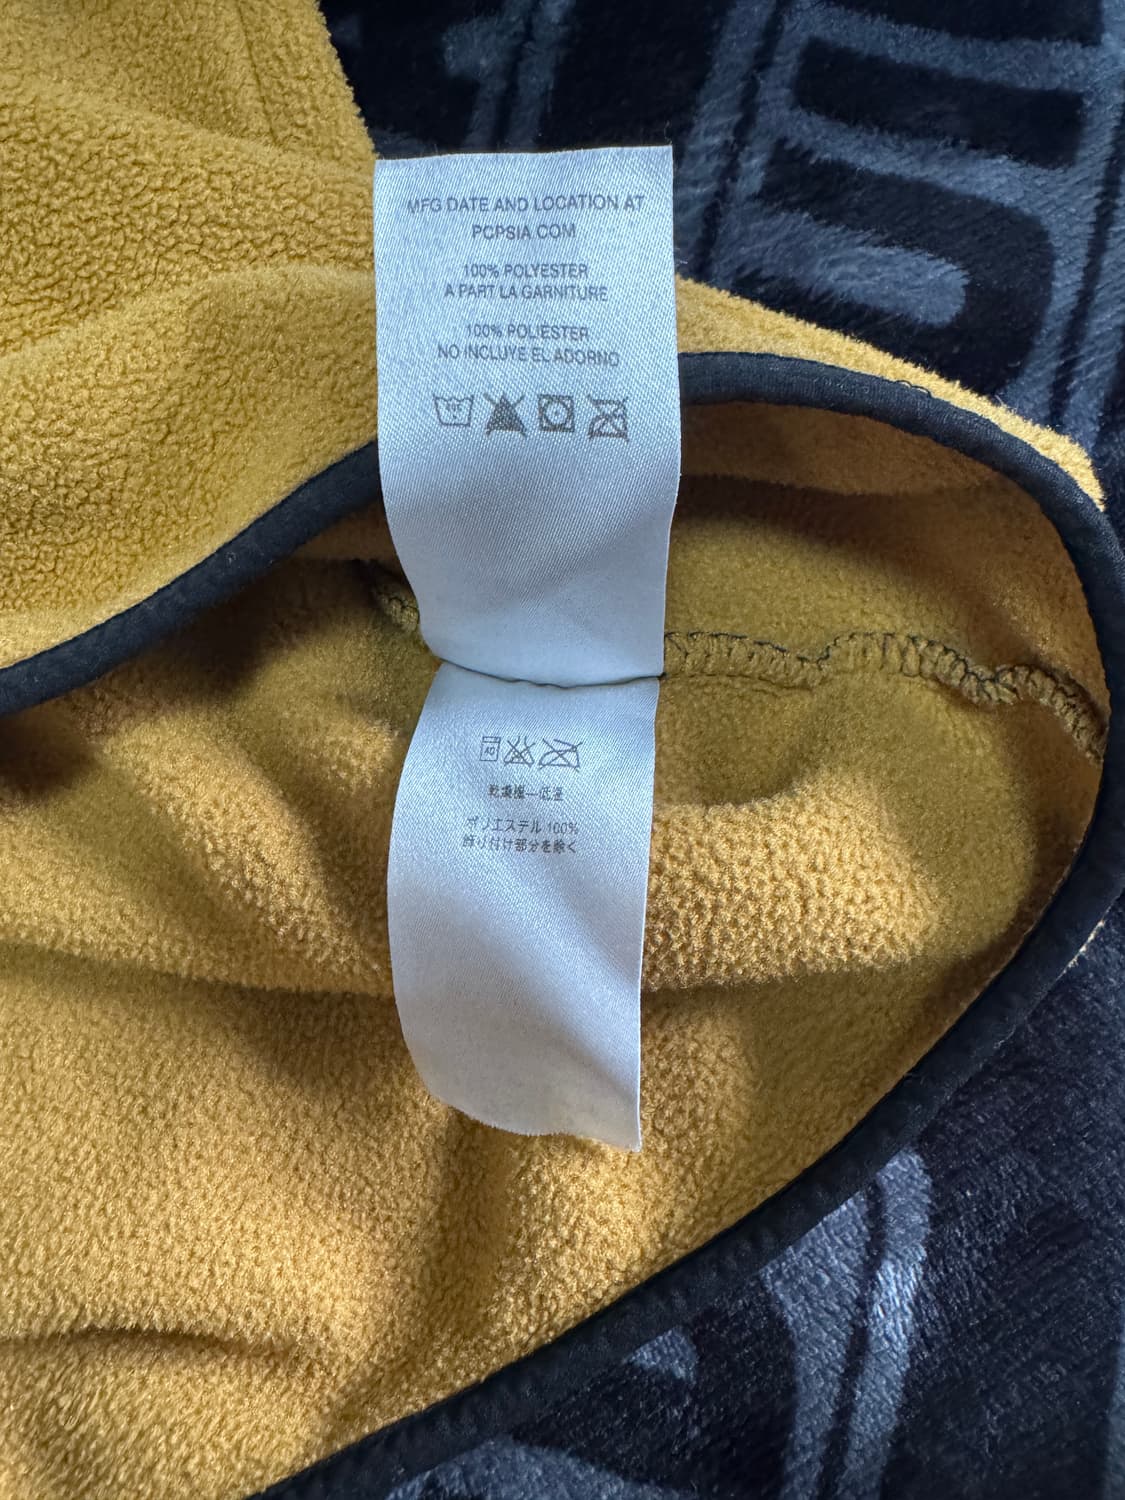 MFG DATE AND LOCATION AT
PCPSIA.COM
100% POLYESTER
A PART LA GARNITURE
100% POLIESTER
NO INCLUYE EL ADORNO
40
40
乾燥機—低温
ポリエステル 100%
飾り付け部分を除く